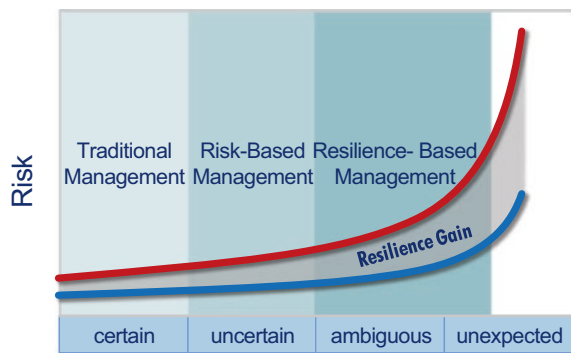 Risk
Traditional
Management
Risk-Based
Management
Resilience- Based
Management
Resilience Gain
certain
uncertain
ambiguous
unexpected